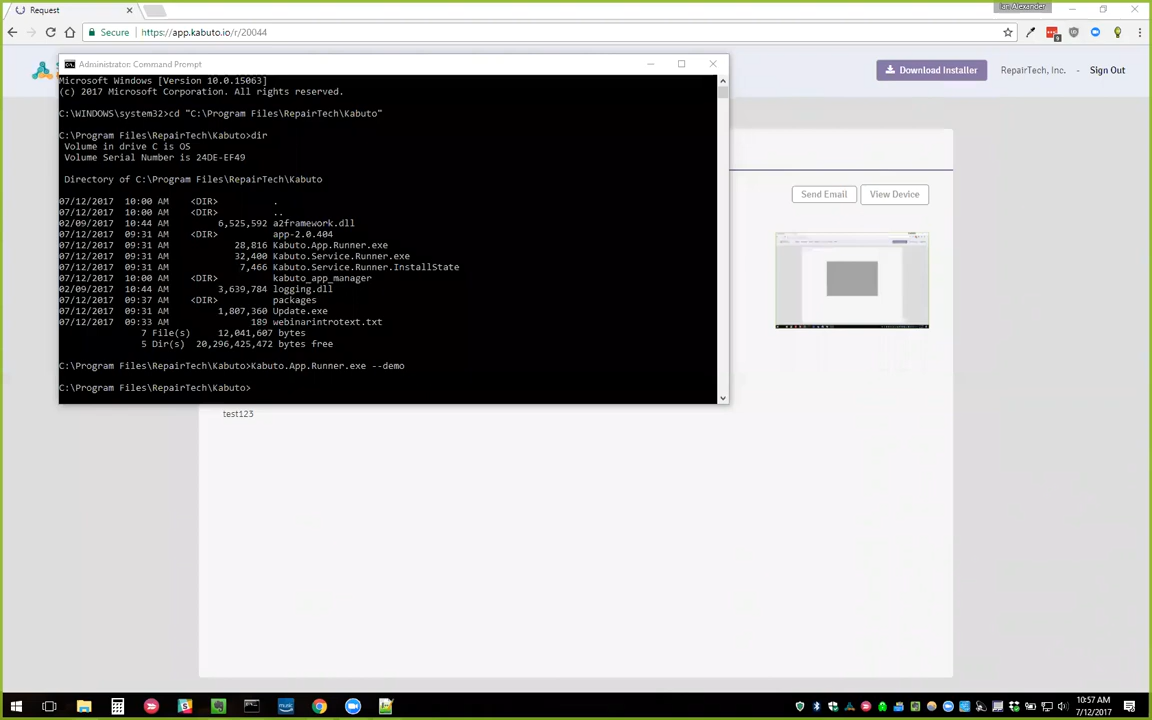 Request
Ian Alexander
Secure
https://app.kabuto.io/r/20044
Download Installer
RepairTech, Inc.
Sign Out
Administrator: Command Prompt
Microsoft Windows [Version 10.0.15063]
(c) 2017 Microsoft Corporation. All rights reserved.
C:\WINDOWS\system32>cd "C:\Program Files\RepairTech\Kabuto"
C:\Program Files\RepairTech\Kabuto>dir
Volume in drive C is OS
Volume Serial Number is 24DE-EF49
Directory of C:\Program Files\RepairTech\Kabuto
07/12/2017  10:00 AM    <DIR>          .
07/12/2017  10:00 AM    <DIR>          ..
02/09/2017  10:44 AM         6,525,592 a2framework.dll
07/12/2017  09:31 AM    <DIR>          app-2.0.404
07/12/2017  09:31 AM            28,816 Kabuto.App.Runner.exe
07/12/2017  09:31 AM            32,400 Kabuto.Service.Runner.exe
07/12/2017  09:31 AM             7,466 Kabuto.Service.Runner.InstallState
07/12/2017  10:00 AM    <DIR>          kabuto_app_manager
02/09/2017  10:44 AM         3,639,784 logging.dll
07/12/2017  09:37 AM    <DIR>          packages
07/12/2017  09:31 AM         1,807,360 Update.exe
07/12/2017  09:33 AM               189 webinarintrotext.txt
7 File(s)     12,041,607 bytes
5 Dir(s)  20,296,425,472 bytes free
C:\Program Files\RepairTech\Kabuto>Kabuto.App.Runner.exe --demo
C:\Program Files\RepairTech\Kabuto>
Send Email
View Device
test123
10:57 AM
7/12/2017